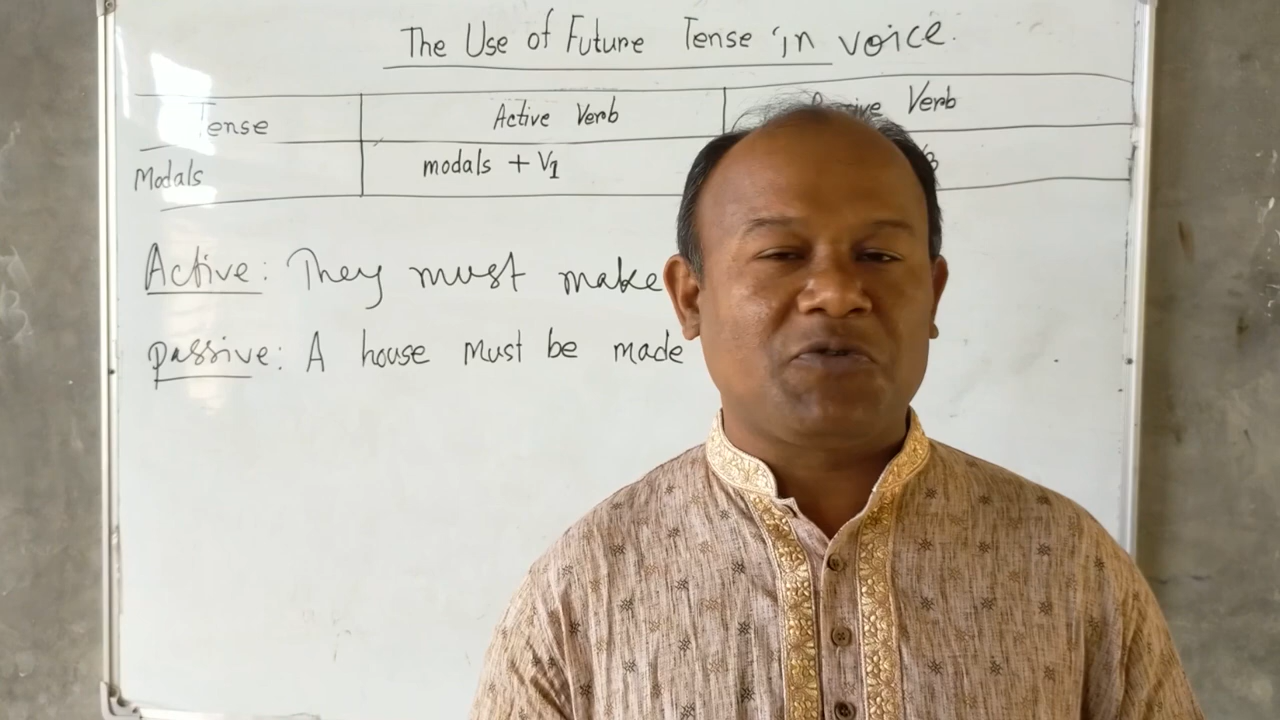 The Use of Future Tense in voice.
Tense Active Verb Verb
Modals modals + V1
Active: They must make
passive: A house must be made